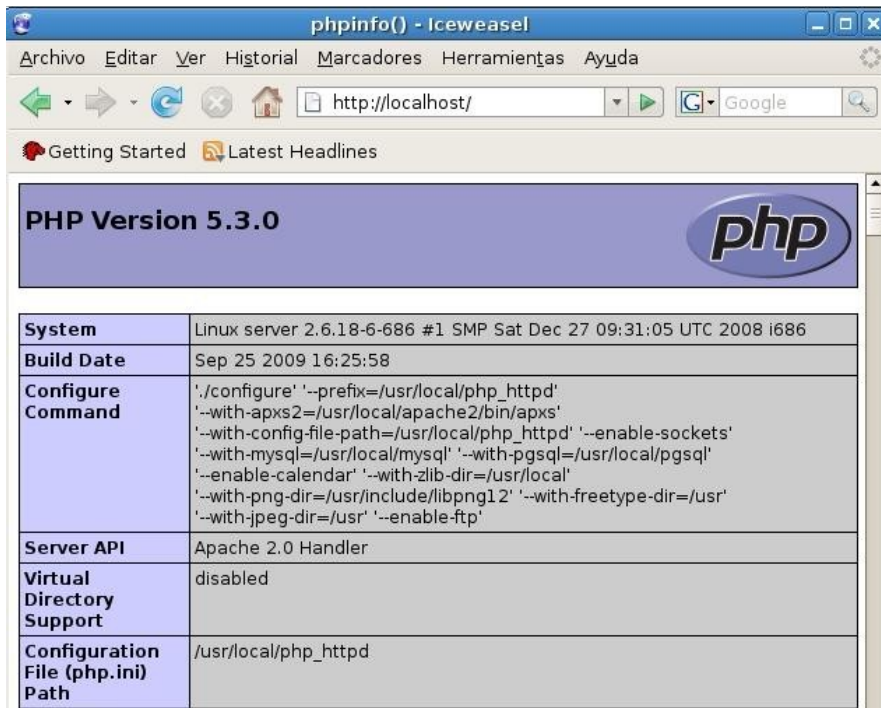 phpinfo() - Iceweasel
Archivo Editar Ver Historial Marcadores Herramientas Ayuda
http://localhost/
G Google
Getting Started Latest Headlines
PHP Version 5.3.0
php
System Linux server 2.6.18-6-686 #1 SMP Sat Dec 27 09:31:05 UTC 2008 i686
Build Date Sep 25 2009 16:25:58
Configure Command './configure' '--prefix=/usr/local/php_httpd'
'--with-apxs2=/usr/local/apache2/bin/apxs'
'--with-config-file-path=/usr/local/php_httpd' '--enable-sockets'
'--with-mysql=/usr/local/mysql' '--with-pgsql=/usr/local/pgsql'
'--enable-calendar' '--with-zlib-dir=/usr/local'
'--with-png-dir=/usr/include/libpng12' '--with-freetype-dir=/usr'
'--with-jpeg-dir=/usr' '--enable-ftp'
Server API Apache 2.0 Handler
Virtual Directory Support disabled
Configuration File (php.ini) Path /usr/local/php_httpd